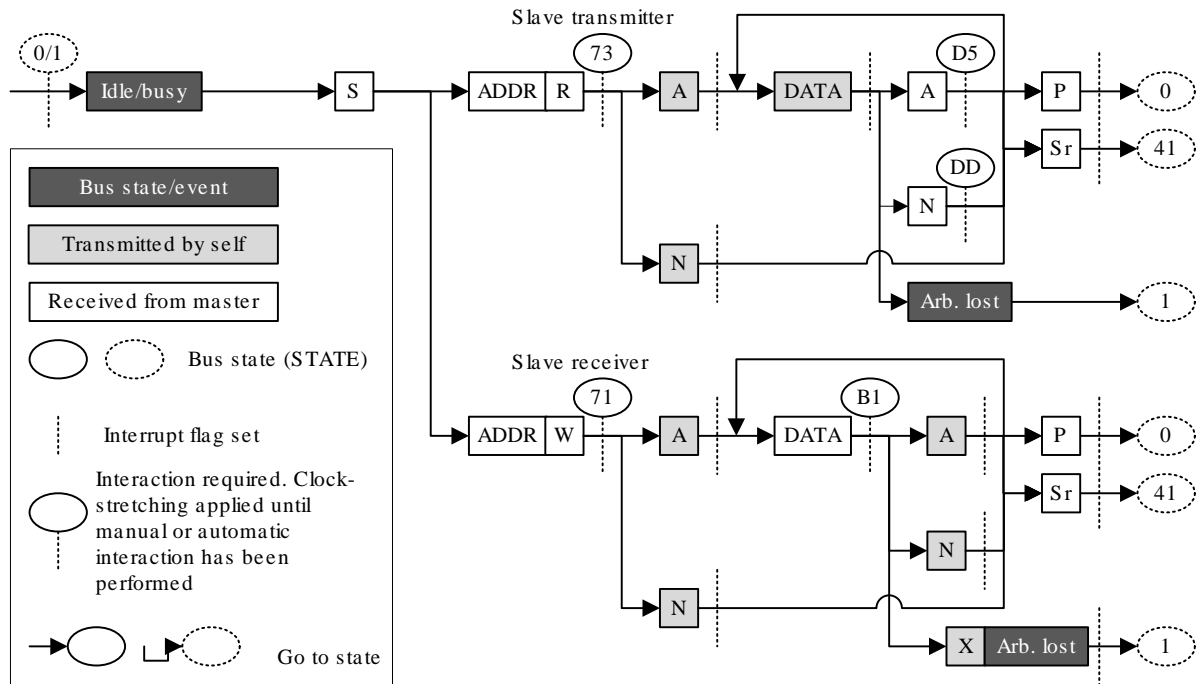 Slave transmitter
0/1
73
D5
Idle/busy
S
ADDR
R
A
DATA
A
P
0
Sr
41
DD
N
N
Arb. lost
1
Bus state/event
Transmitted by self
Received from master
Bus state (STATE)
Interrupt flag set
Interaction required. Clock-
stretching applied until
manual or automatic
interaction has been
performed
Go to state
Slave receiver
71
B1
ADDR
W
A
DATA
A
P
0
Sr
41
N
N
X
Arb. lost
1